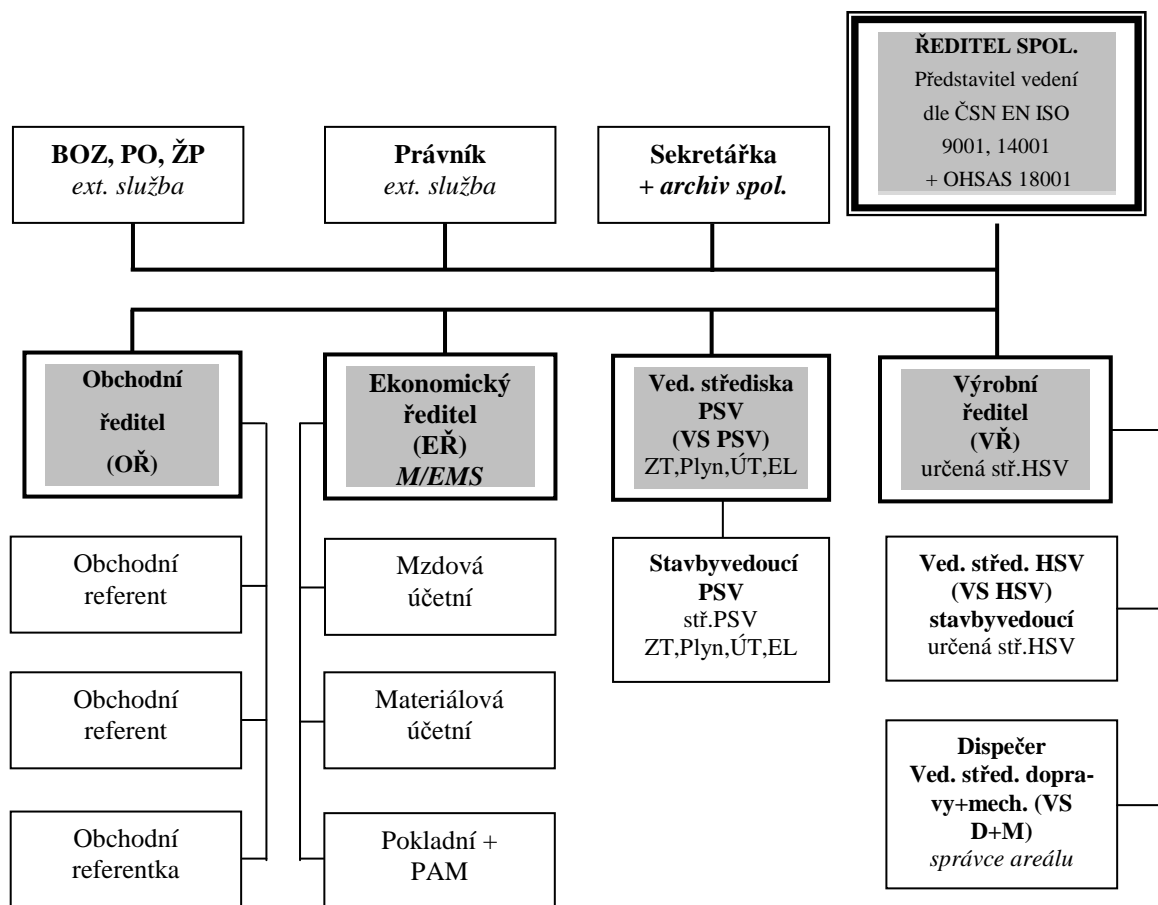 ŘEDITEL SPOL.
Představitel vedení
dle ČSN EN ISO
9001, 14001
+ OHSAS 18001
BOZ, PO, ŽP
ext. služba
Právník
ext. služba
Sekretářka
+ archiv spol.
Obchodní
ředitel
(OŘ)
Ekonomický
ředitel
(EŘ)
M/EMS
Ved. střediska
PSV
(VS PSV)
ZT,Plyn,ÚT,EL
Výrobní
ředitel
(VŘ)
určená stř.HSV
Obchodní
referent
Mzdová
účetní
Stavbyvedoucí
PSV
stř.PSV
ZT,Plyn,ÚT,EL
Ved. střed. HSV
(VS HSV)
stavbyvedoucí
určená stř.HSV
Obchodní
referent
Materiálová
účetní
Dispečer
Ved. střed. dopra-
vy+mech. (VS
D+M)
správce areálu
Obchodní
referentka
Pokladní +
PAM